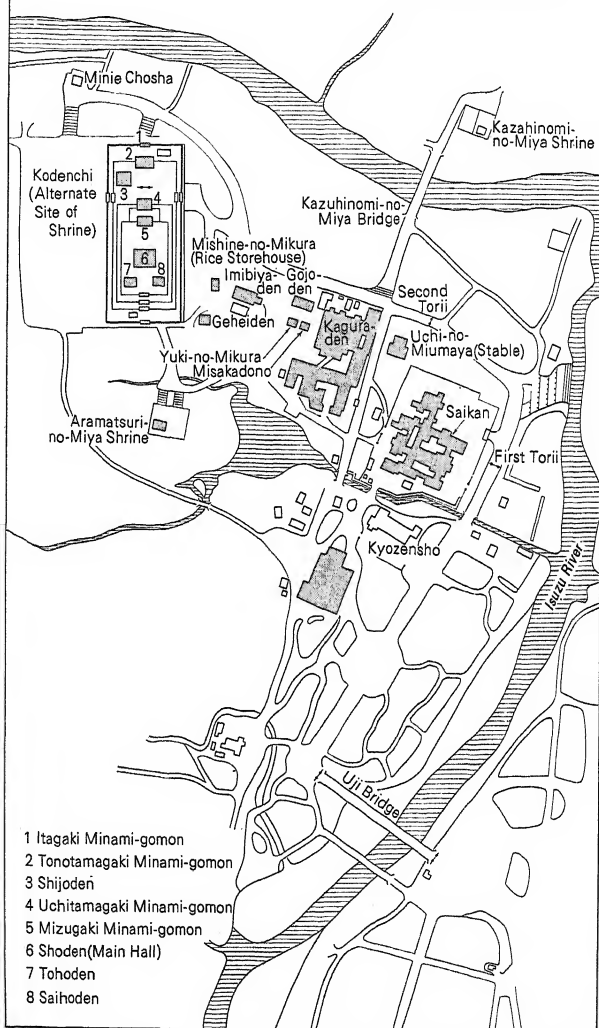 Minie Chosha
Kazahinomi-
no-Miya Shrine
Kodenchi
(Alternate
Site of
Shrine)
1
2
3
4
5
6
7
8
Kazuhinomi-no-
Miya Bridge
Mishine-no-Mikura
(Rice Storehouse)
Imibiya-
den
Gojo-
den
Second
Torii
Geheiden
Kagura-
den
Uchi-no-
Miumaya (Stable)
Yuki-no-Mikura
Misakadono
Saikan
Aramatsuri-
no-Miya Shrine
First Torii
Kyozensho
Isuzu River
Uji Bridge
1 Itagaki Minami-gomon
2 Tonotamagaki Minami-gomon
3 Shijoden
4 Uchitamagaki Minami-gomon
5 Mizugaki Minami-gomon
6 Shoden(Main Hall)
7 Tohoden
8 Saihoden